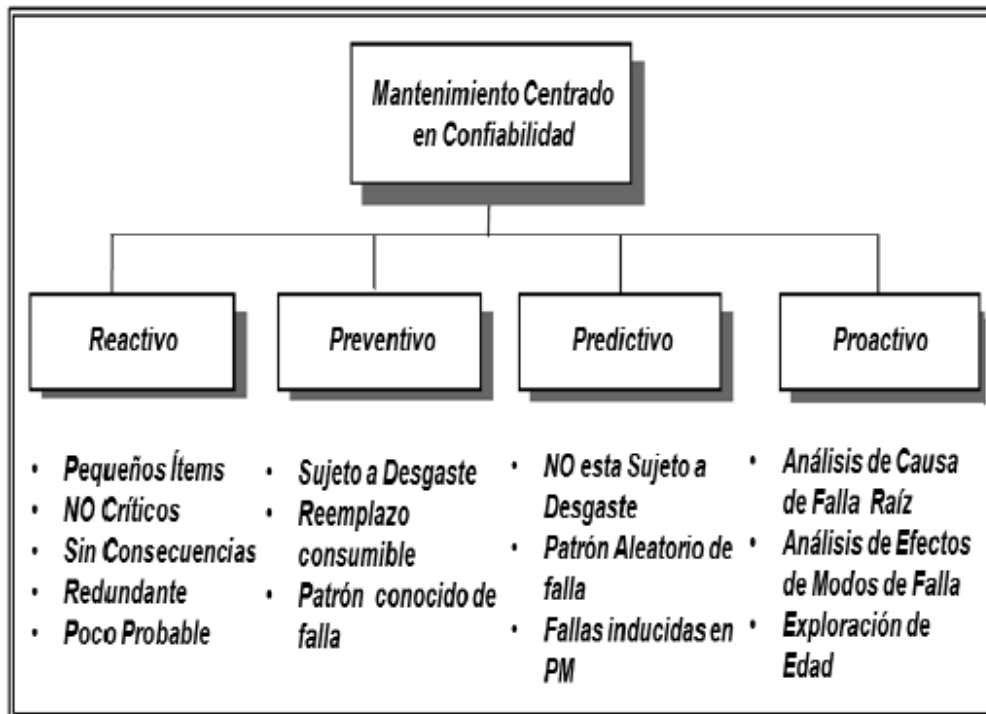 Mantenimiento Centrado
en Confiabilidad
Reactivo
Preventivo
Predictivo
Proactivo
• Pequeños Ítems
• NO Críticos
• Sin Consecuencias
• Redundante
• Poco Probable
• Sujeto a Desgaste
• Reemplazo
consumible
• Patrón conocido de
falla
• NO esta Sujeto a
Desgaste
• Patrón Aleatorio de
falla
• Fallas inducidas en
PM
• Análisis de Causa
de Falla Raíz
• Análisis de Efectos
de Modos de Falla
• Exploración de
Edad